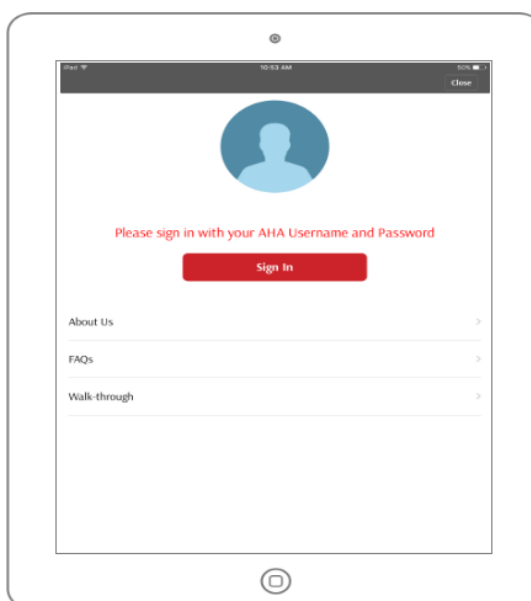 iPad
10:53 AM
50%
Close
Please sign in with your AHA Username and Password
Sign In
About Us
FAQs
Walk-through